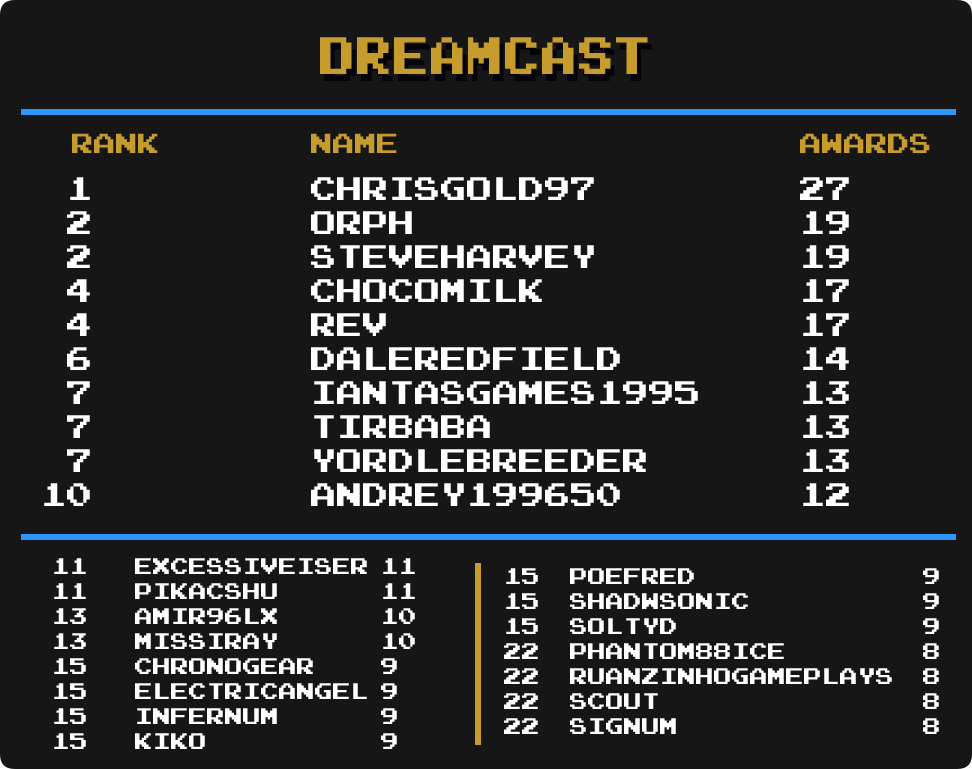 DREAMCAST
RANK NAME AWARDS
1 CHRISGOLD97 27
2 ORPH 19
2 STEVEHARVEY 19
4 CHOCOMILK 17
4 REV 17
6 DALEREDFIELD 14
7 IANTASGAMES1995 13
7 TIRBABA 13
7 YORDLEBREEDER 13
10 ANDREY199650 12
11 EXCESSIVEISER 11
11 PIKACSHU 11
13 AMIR96LX 10
13 MISSIRAY 10
15 CHRONOGEAR 9
15 ELECTRICANGEL 9
15 INFERNUM 9
15 KIKO 9
15 POEFRED 9
15 SHADWSONIC 9
15 SOLTYD 9
22 PHANTOM88ICE 8
22 RUANZINHOGAMEPLAYS 8
22 SCOUT 8
22 SIGNUM 8